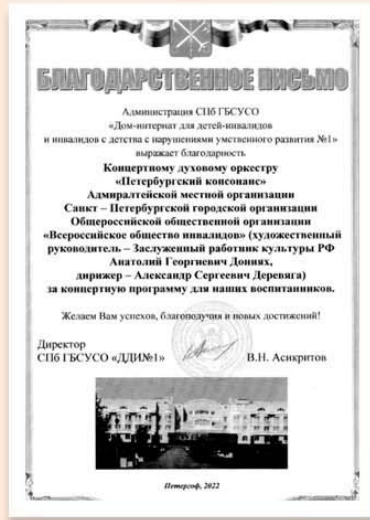 БЛАГОДАРСТВЕННОЕ ПИСЬМО
Администрация СПб ГБСУСО
«Дом-интернат для детей-инвалидов
и инвалидов с детства с нарушениями умственного развития №1»
выражает благодарность
Концертному духовому оркестру
«Петербургский консонанс»
Адмиралтейской местной организации
Санкт – Петербургской городской организации
Общероссийской общественной организации
«Всероссийское общество инвалидов» (художественный
руководитель – Заслуженный работник культуры РФ
Анатолий Георгиевич Дониях,
дирижер – Александр Сергеевич Деревяга)
за концертную программу для наших воспитанников.
Желаем Вам успехов, благополучия и новых достижений!
Директор
СПб ГБСУСО «ДДИ№1» В.Н. Асикритов
Петергоф, 2022